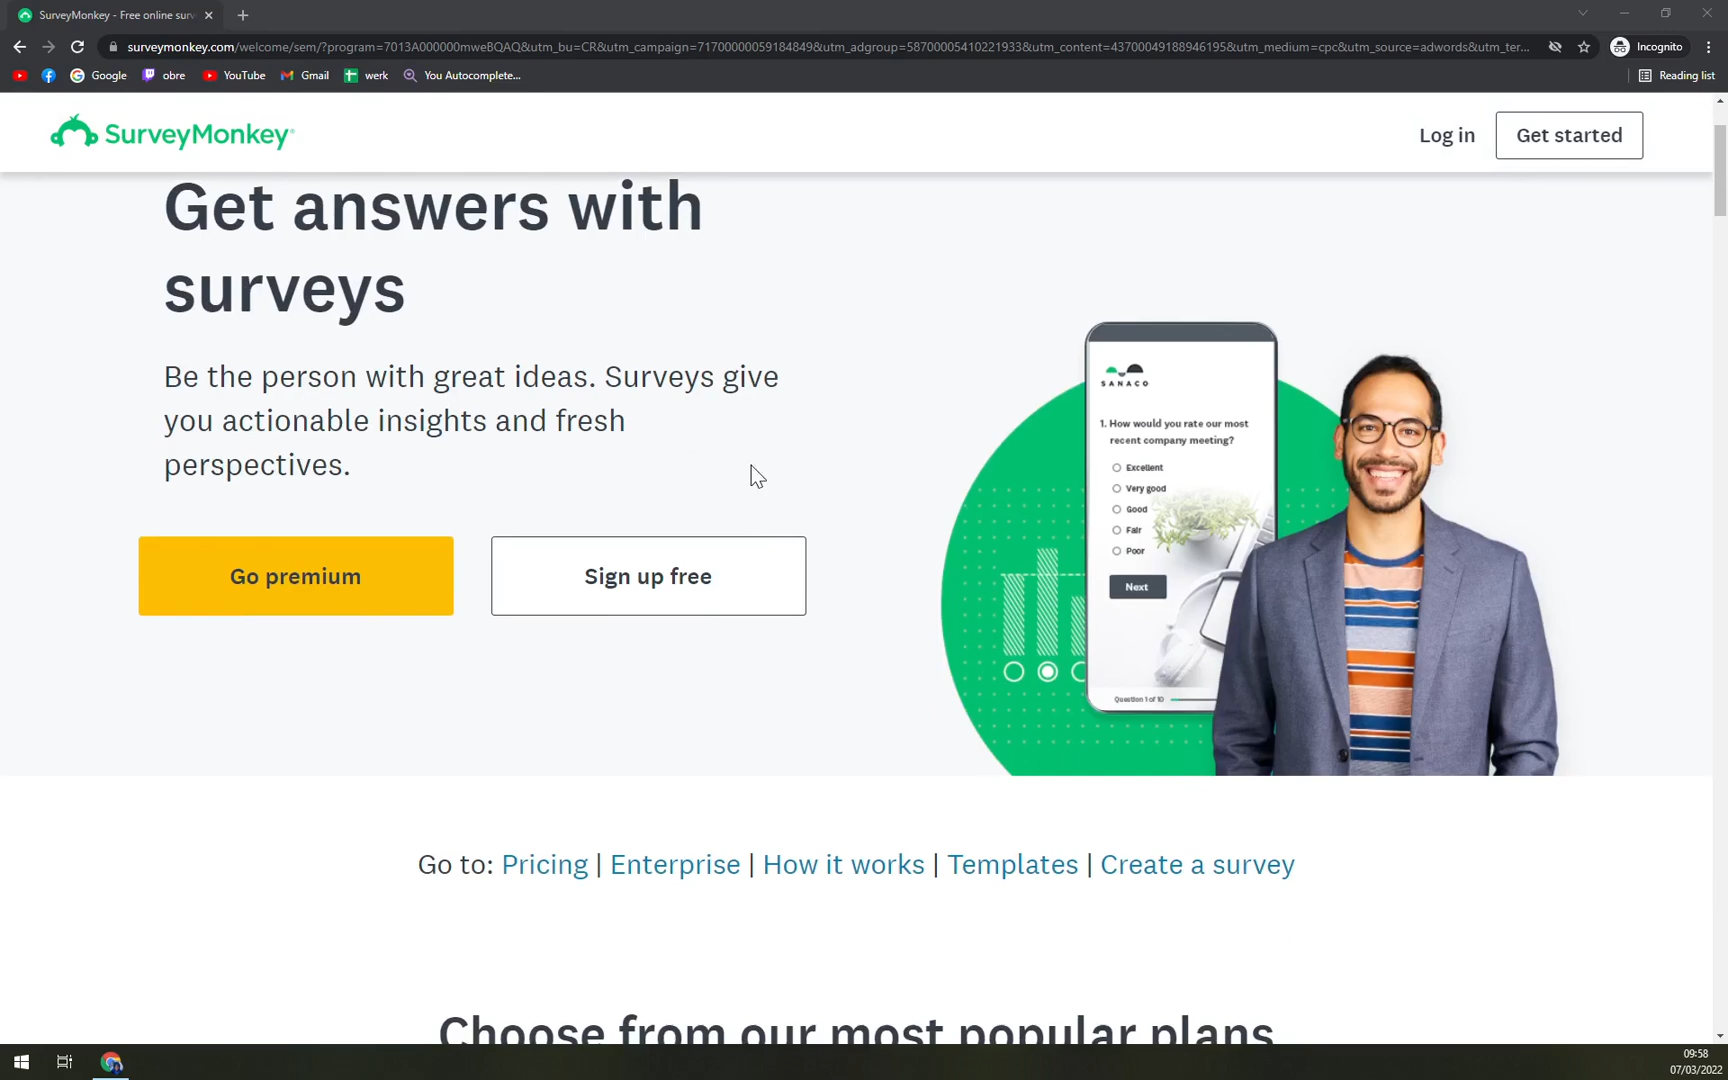 SurveyMonkey - Free online surv
surveymonkey.com/welcome/sem/?program=7013A000000mweBQAQ&utm_bu=CR&utm_campaign=71700000059184849&utm_adgroup=58700005410221933&utm_content=43700049188946195&utm_medium=cpc&utm_source=adwords&utm_ter...
Incognito
Google
obre
YouTube
Gmail
werk
You Autocomplete...
Reading list
SurveyMonkey
Log in
Get started
Get answers with
surveys
Be the person with great ideas. Surveys give
you actionable insights and fresh
perspectives.
Go premium
Sign up free
SANACO
1. How would you rate our most
recent company meeting?
Excellent
Very good
Good
Fair
Poor
Next
Question 1 of 10
Go to: Pricing | Enterprise | How it works | Templates | Create a survey
Choose from our most popular plans
09:58
07/03/2022